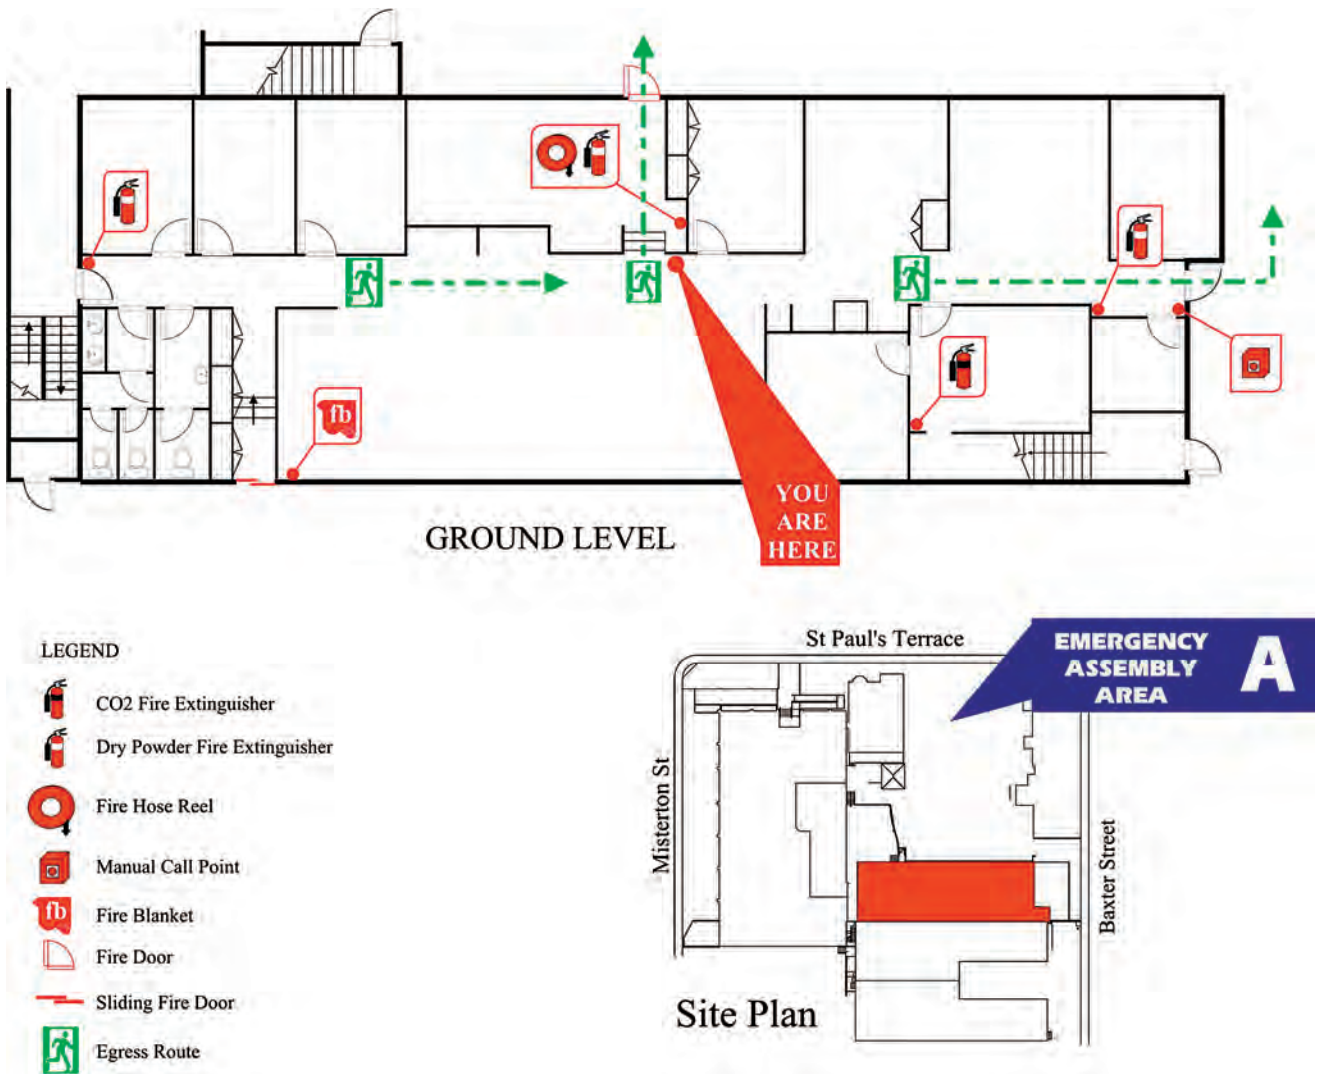 fb
YOU
ARE
HERE
GROUND LEVEL
LEGEND
CO2 Fire Extinguisher
Dry Powder Fire Extinguisher
Fire Hose Reel
Manual Call Point
fb
Fire Blanket
Fire Door
Sliding Fire Door
Egress Route
St Paul's Terrace
EMERGENCY
ASSEMBLY
AREA
A
Misterton St
Baxter Street
Site Plan